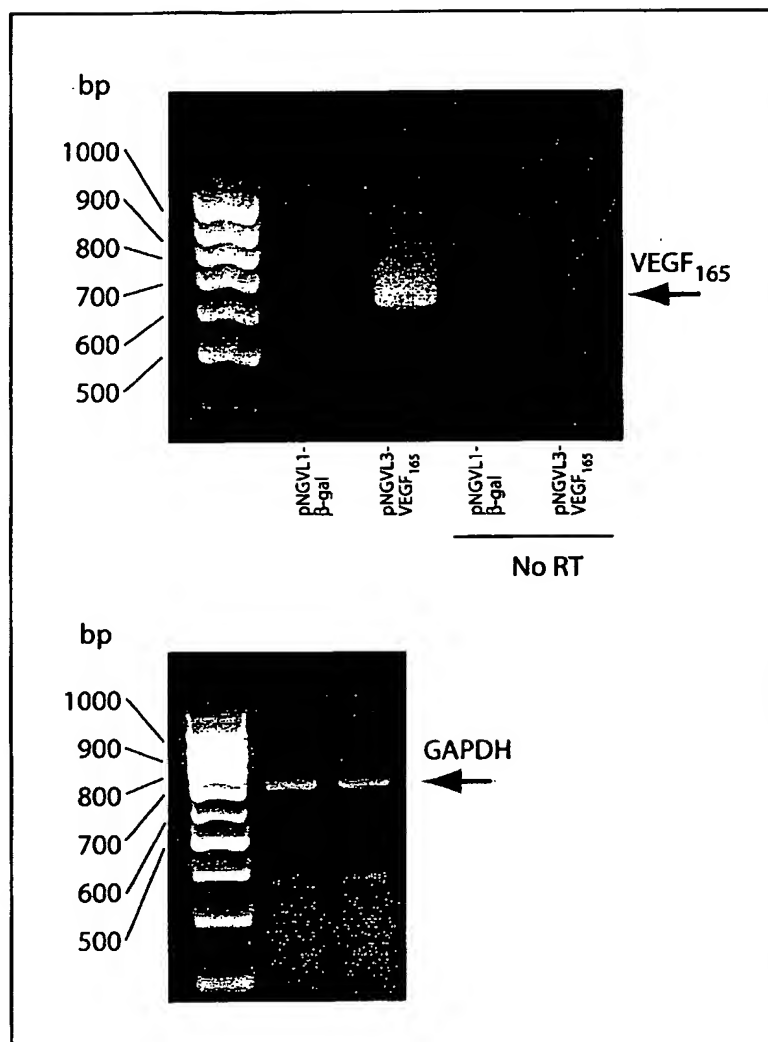 bp
1000
900
800
700
600
500
VEGF165
pNGVL1-
β-gal
pNGVL3-
VEGF165
pNGVL1-
β-gal
pNGVL3-
VEGF165
No RT
bp
1000
900
800
700
600
500
GAPDH